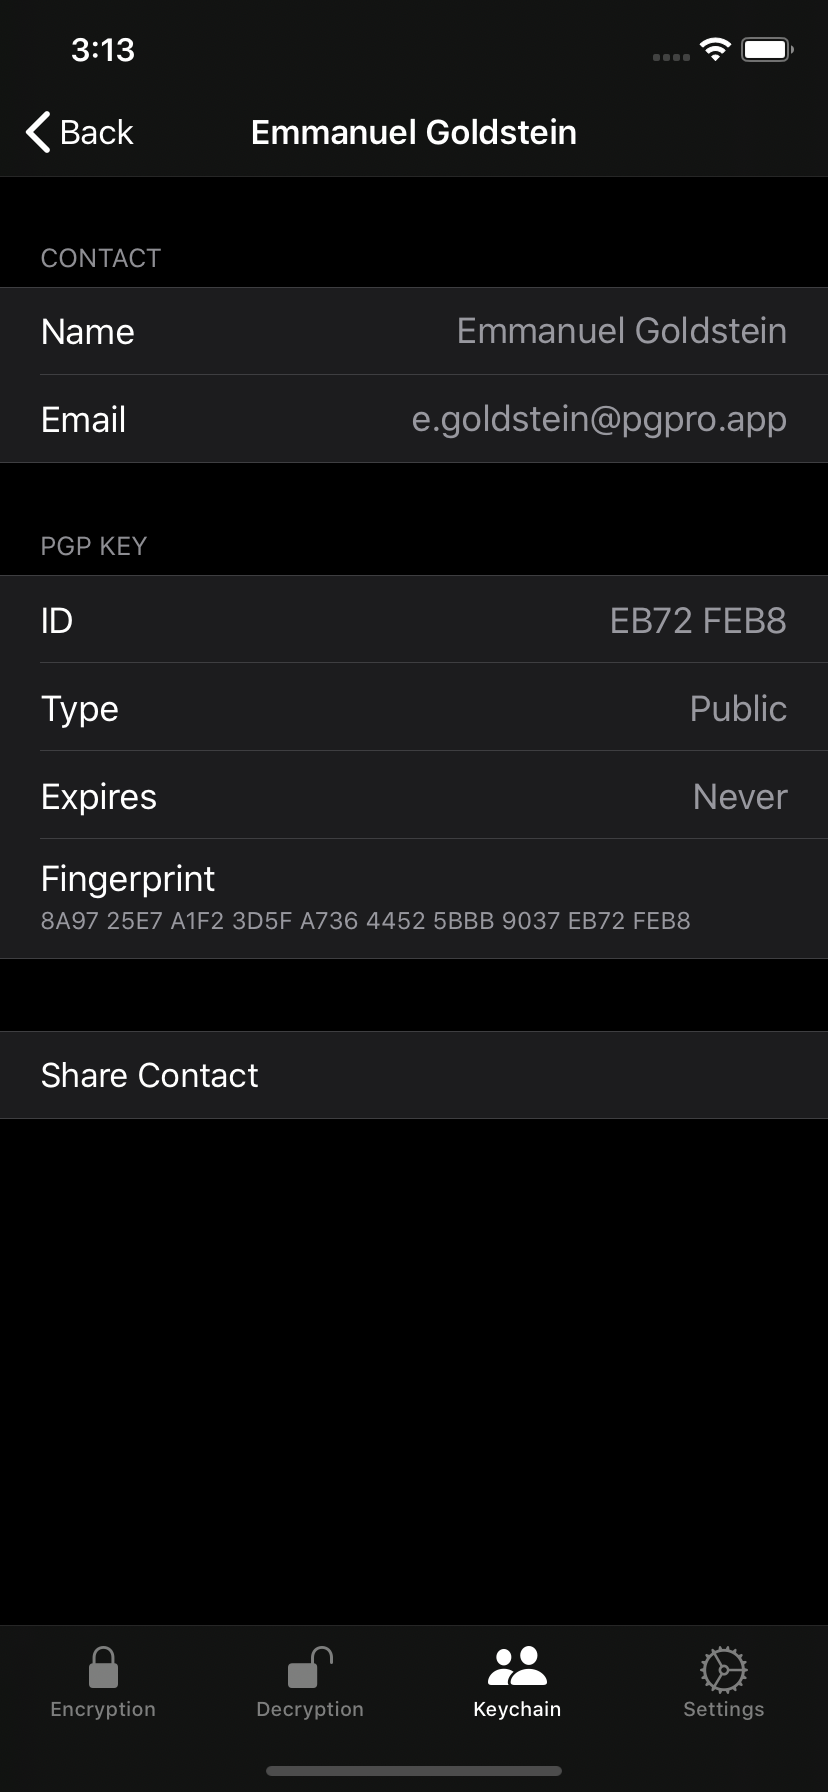 3:13
Back Emmanuel Goldstein
CONTACT
Name Emmanuel Goldstein
Email e.goldstein@pgpro.app
PGP KEY
ID EB72 FEB8
Type Public
Expires Never
Fingerprint
8A97 25E7 A1F2 3D5F A736 4452 5BBB 9037 EB72 FEB8
Share Contact
Encryption Decryption Keychain Settings